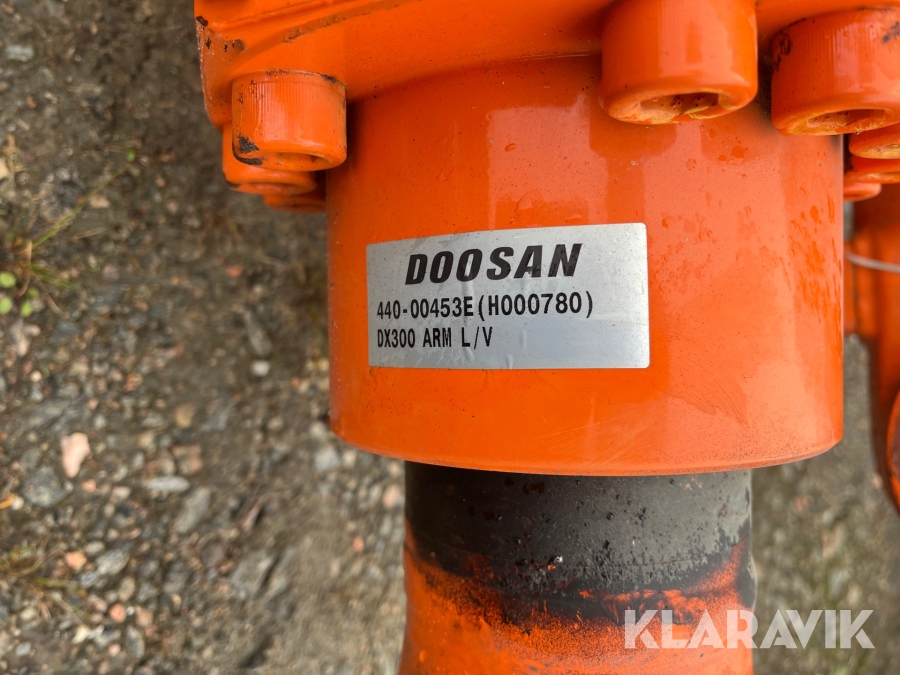 DOOSAN
440-00453E(H000780)
DX300 ARM L/V
KLARAVIK